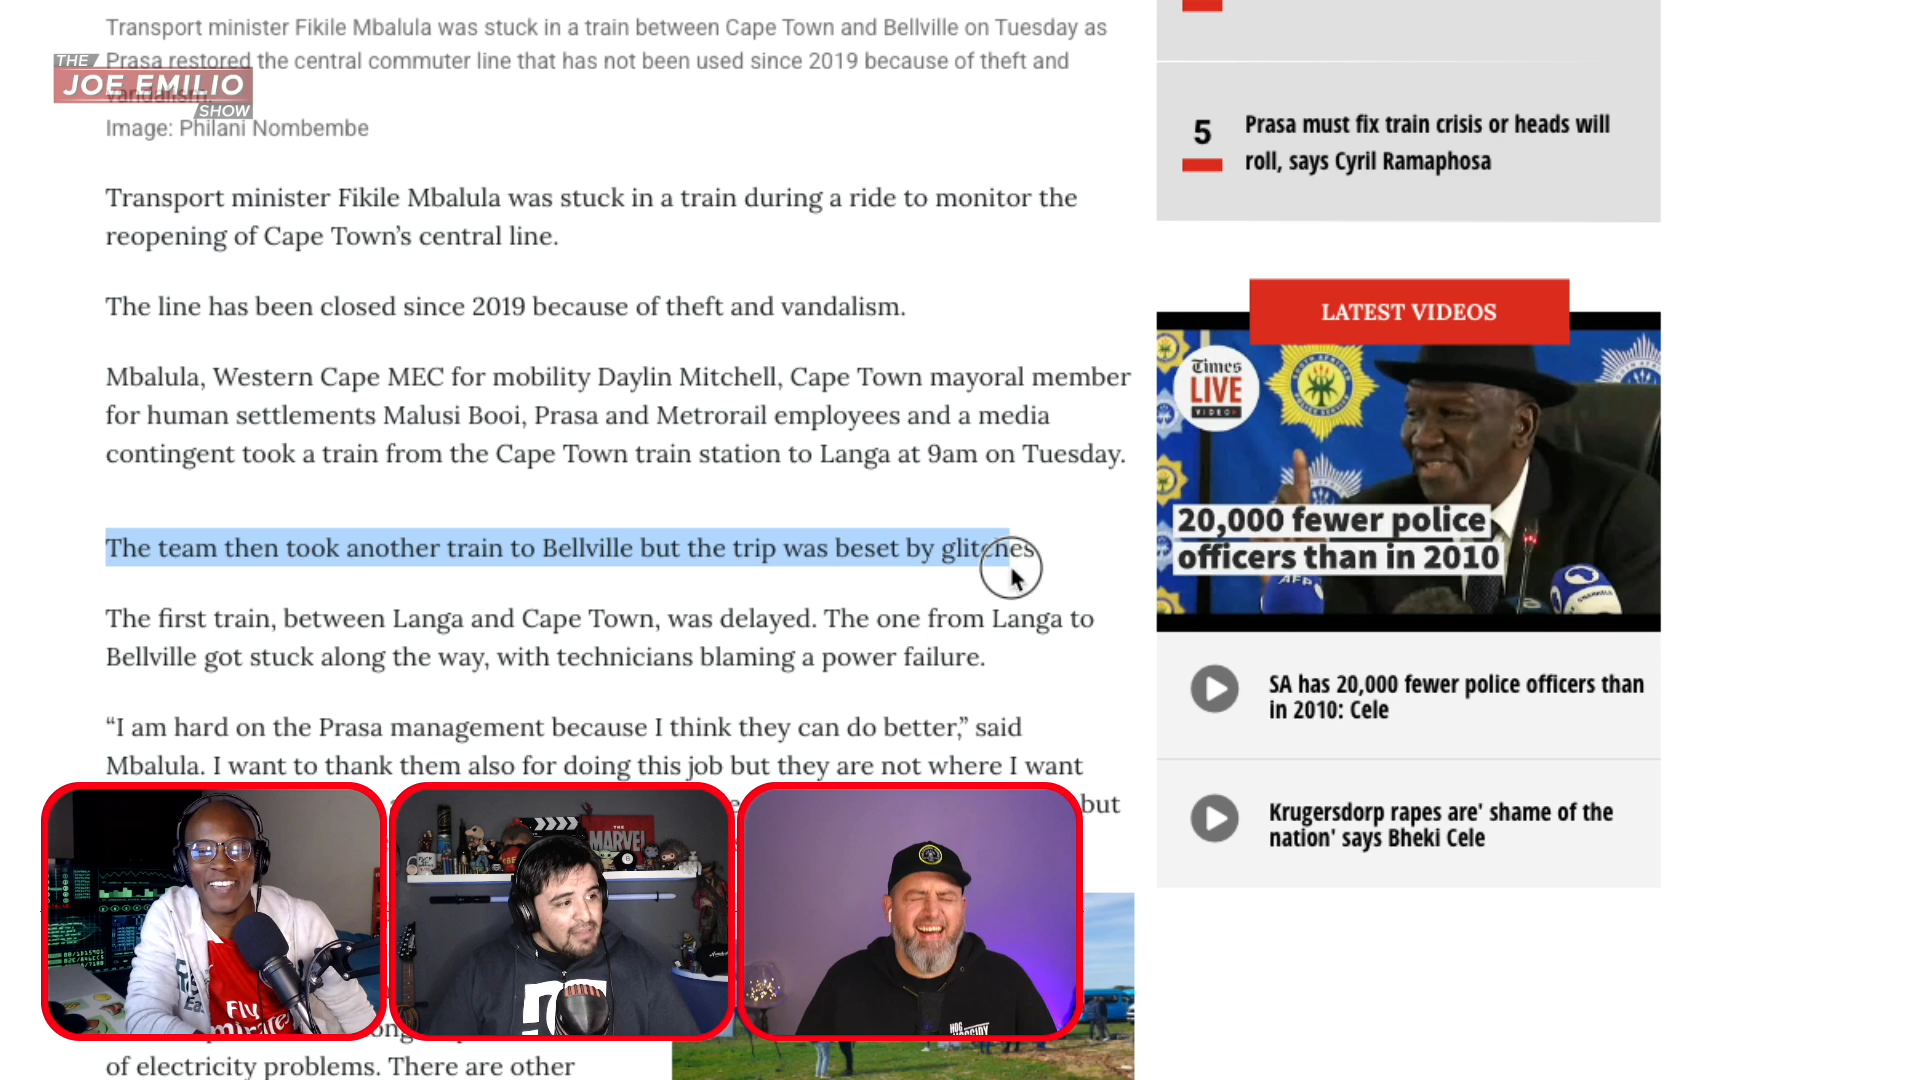 Transport minister Fikile Mbalula was stuck in a train between Cape Town and Bellville on Tuesday as
Prasa restored the central commuter line that has not been used since 2019 because of theft and
vandalism.
THE
JOE EMILIO
SHOW
Image: Philani Nombembe
Transport minister Fikile Mbalula was stuck in a train during a ride to monitor the
reopening of Cape Town’s central line.
The line has been closed since 2019 because of theft and vandalism.
Mbalula, Western Cape MEC for mobility Daylin Mitchell, Cape Town mayoral member
for human settlements Malusi Booi, Prasa and Metrorail employees and a media
contingent took a train from the Cape Town train station to Langa at 9am on Tuesday.
The team then took another train to Bellville but the trip was beset by glitches
The first train, between Langa and Cape Town, was delayed. The one from Langa to
Bellville got stuck along the way, with technicians blaming a power failure.
“I am hard on the Prasa management because I think they can do better,” said
Mbalula. I want to thank them also for doing this job but they are not where I want
but
of electricity problems. There are other
5
Prasa must fix train crisis or heads will
roll, says Cyril Ramaphosa
LATEST VIDEOS
Times
LIVE
VIDEO
20,000 fewer police
officers than in 2010
AFP
SA has 20,000 fewer police officers than
in 2010: Cele
Krugersdorp rapes are' shame of the
nation' says Bheki Cele
THE
MARVEL
Fly